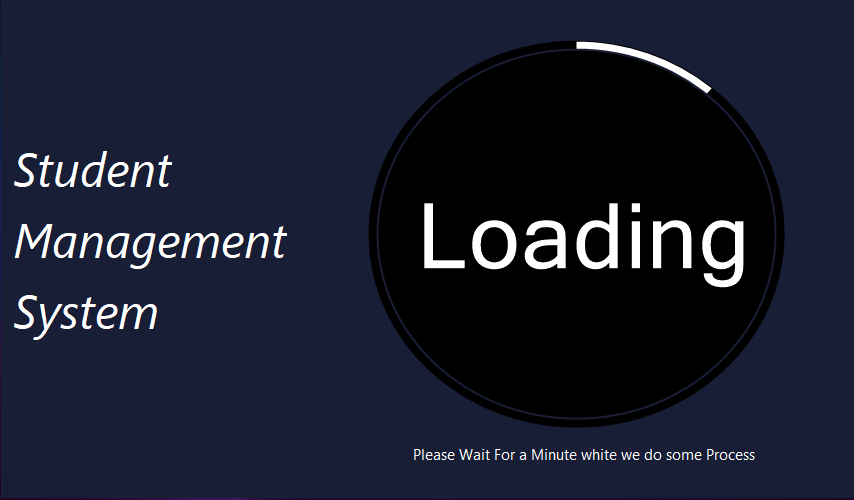 Student
Management
System
Loading
Please Wait For a Minute white we do some Process